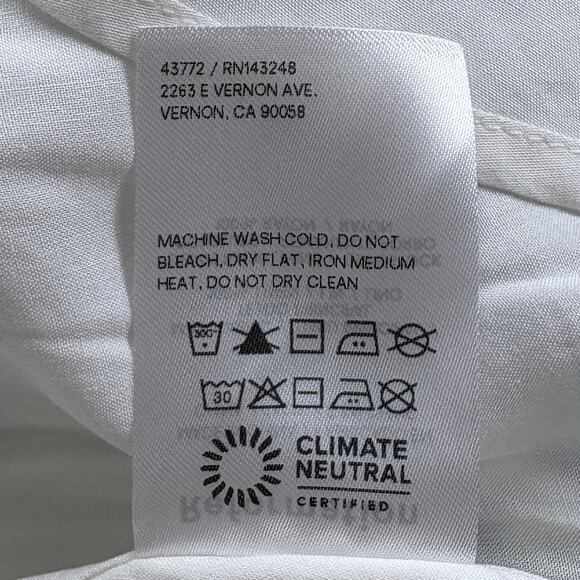 43772 / RN143248
2263 E VERNON AVE.
VERNON, CA 90058
MACHINE WASH COLD, DO NOT
BLEACH, DRY FLAT, IRON MEDIUM
HEAT, DO NOT DRY CLEAN
30
CLIMATE
NEUTRAL
CERTIFIED
Reformation